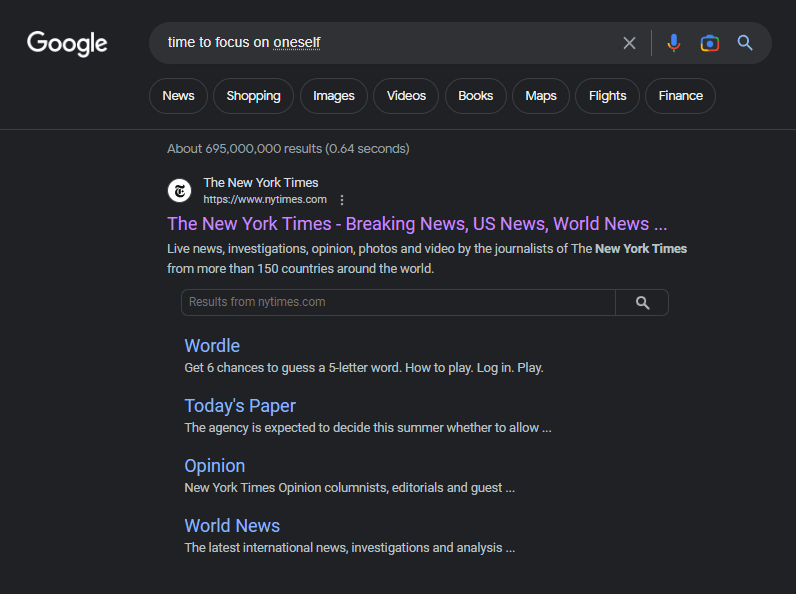 Google
time to focus on oneself
News Shopping Images Videos Books Maps Flights Finance
About 695,000,000 results (0.64 seconds)
The New York Times
https://www.nytimes.com
The New York Times - Breaking News, US News, World News ...
Live news, investigations, opinion, photos and video by the journalists of The New York Times
from more than 150 countries around the world.
Results from nytimes.com
Wordle
Get 6 chances to guess a 5-letter word. How to play. Log in. Play.
Today's Paper
The agency is expected to decide this summer whether to allow ...
Opinion
New York Times Opinion columnists, editorials and guest ...
World News
The latest international news, investigations and analysis ...